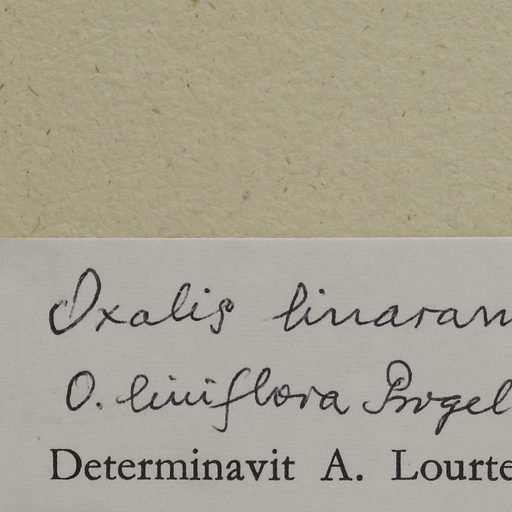 Oxalis linaran
O. liniflora Progel
Determinavit A. Lourte